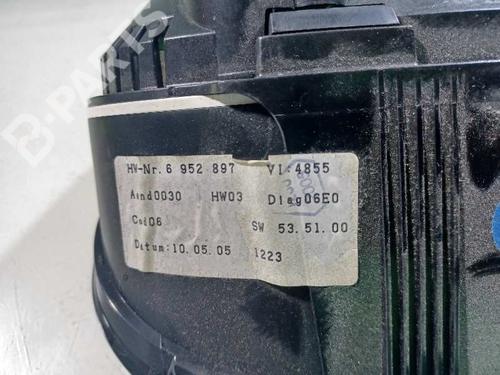 B-PARTS
HW-Nr. 6 952 897 VI:4855
Aend0030 HW03 Diag06E0
Cod06 SW 53.51.00
Datum:10.05.05 1223